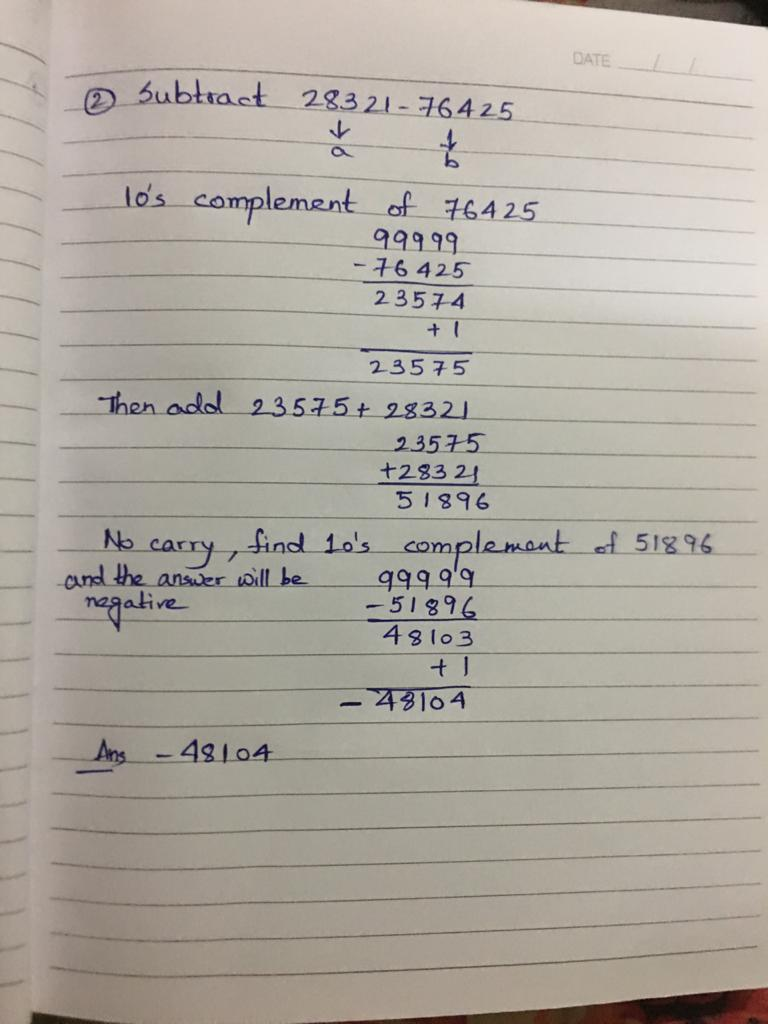 DATE / /
② Subtract 28321 - 76425
↓ ↓
a b
10's complement of 76425
99999
- 76425
23574
+ 1
23575
Then add 23575 + 28321
23575
+28321
51896
No carry, find 10's complement of 51896
and the answer will be 99999
negative - 51896
48103
+ 1
- 48104
Ans - 48104